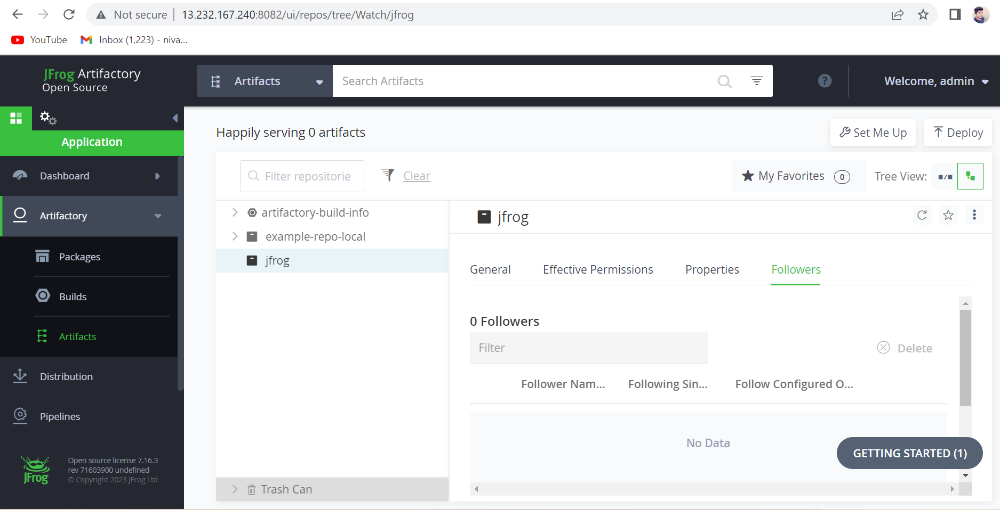 Not secure
13.232.167.240:8082/ui/repos/tree/Watch/jfrog
YouTube
Inbox (1,223) - niva...
JFrog Artifactory
Open Source
Artifacts
Search Artifacts
?
Welcome, admin
Application
Happily serving 0 artifacts
Set Me Up
Deploy
Dashboard
Filter repositorie
Clear
My Favorites 0
Tree View:
Artifactory
artifactory-build-info
example-repo-local
jfrog
jfrog
Packages
Builds
Artifacts
General
Effective Permissions
Properties
Followers
0 Followers
Filter
Delete
Follower Nam...
Following Sin...
Follow Configured O...
No Data
Distribution
Pipelines
GETTING STARTED (1)
JFrog
Open source license 7.16.3
rev 71603900 undefined
© Copyright 2023 JFrog Ltd
Trash Can